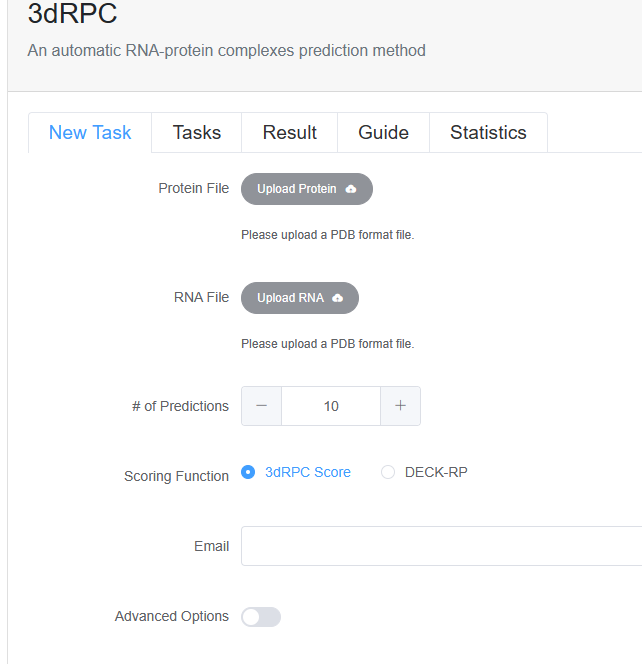 3dRPC
An automatic RNA-protein complexes prediction method
New Task Tasks Result Guide Statistics
Protein File Upload Protein
Please upload a PDB format file.
RNA File Upload RNA
Please upload a PDB format file.
# of Predictions − 10 +
Scoring Function 3dRPC Score DECK-RP
Email
Advanced Options